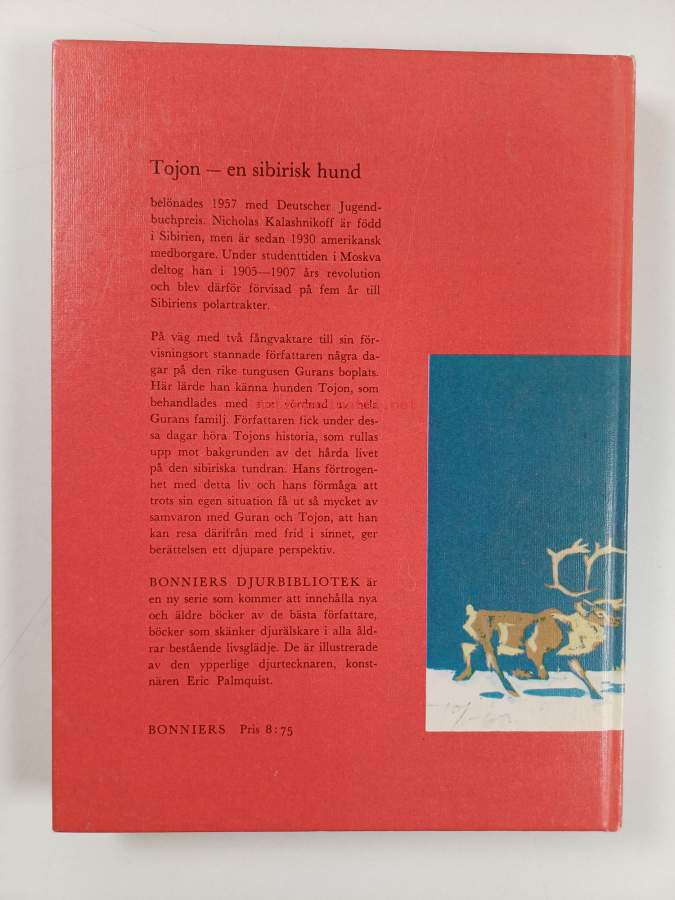 Tojon — en sibirisk hund
belönades 1957 med Deutscher Jugend-
buchpreis. Nicholas Kalashnikoff är född
i Sibirien, men är sedan 1930 amerikansk
medborgare. Under studenttiden i Moskva
deltog han i 1905—1907 års revolution
och blev därför förvisad på fem år till
Sibiriens polartrakter.
På väg med två fångvaktare till sin för-
visningsort stannade författaren några da-
gar på den rike tungusen Gurans boplats.
Här lärde han känna hunden Tojon, som
behandlades med stor vördnad av hela
Gurans familj. Författaren fick under des-
sa dagar höra Tojons historia, som rullas
upp mot bakgrunden av det hårda livet
på den sibiriska tundran. Hans förtrogen-
het med detta liv och hans förmåga att
trots sin egen situation få ut så mycket av
samvaron med Guran och Tojon, att han
kan resa därifrån med frid i sinnet, ger
berättelsen ett djupare perspektiv.
BONNIERS DJURBIBLIOTEK är
en ny serie som kommer att innehålla nya
och äldre böcker av de bästa författare,
böcker som skänker djurälskare i alla åld-
rar bestående livsglädje. De är illustrerade
av den ypperlige djurtecknaren, konst-
nären Eric Palmquist.
BONNIERS Pris 8:75